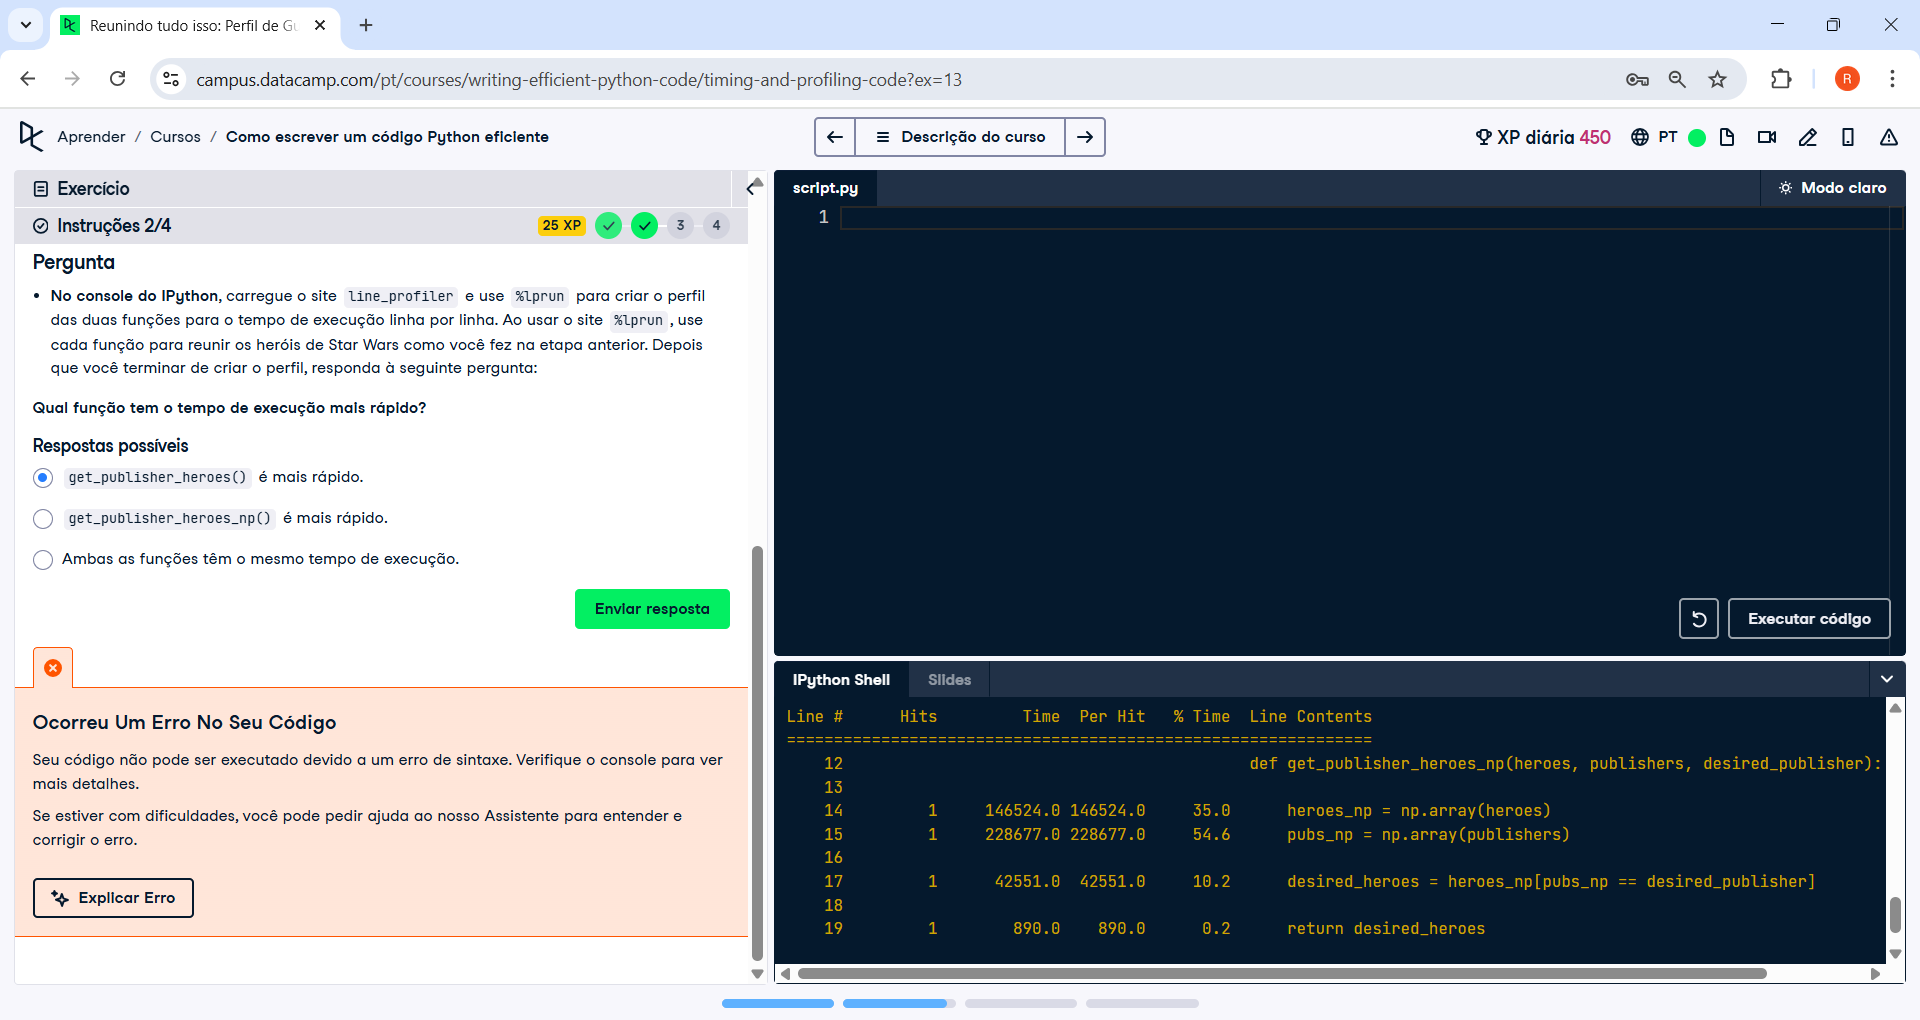 Reunindo tudo isso: Perfil de Gu
campus.datacamp.com/pt/courses/writing-efficient-python-code/timing-and-profiling-code?ex=13
R
Aprender / Cursos / Como escrever um código Python eficiente
Descrição do curso
XP diária 450
PT
Exercício
Instruções 2/4
25 XP
3
4
Pergunta
• No console do IPython, carregue o site line_profiler e use %lprun para criar o perfil
das duas funções para o tempo de execução linha por linha. Ao usar o site %lprun, use
cada função para reunir os heróis de Star Wars como você fez na etapa anterior. Depois
que você terminar de criar o perfil, responda à seguinte pergunta:
Qual função tem o tempo de execução mais rápido?
Respostas possíveis
get_publisher_heroes() é mais rápido.
get_publisher_heroes_np() é mais rápido.
Ambas as funções têm o mesmo tempo de execução.
Enviar resposta
Ocorreu Um Erro No Seu Código
Seu código não pode ser executado devido a um erro de sintaxe. Verifique o console para ver
mais detalhes.
Se estiver com dificuldades, você pode pedir ajuda ao nosso Assistente para entender e
corrigir o erro.
Explicar Erro
script.py
Modo claro
1
Executar código
IPython Shell
Slides
Line # Hits Time Per Hit % Time Line Contents
==============================================================
12 def get_publisher_heroes_np(heroes, publishers, desired_publisher):
13
14 1 146524.0 146524.0 35.0 heroes_np = np.array(heroes)
15 1 228677.0 228677.0 54.6 pubs_np = np.array(publishers)
16
17 1 42551.0 42551.0 10.2 desired_heroes = heroes_np[pubs_np == desired_publisher]
18
19 1 890.0 890.0 0.2 return desired_heroes